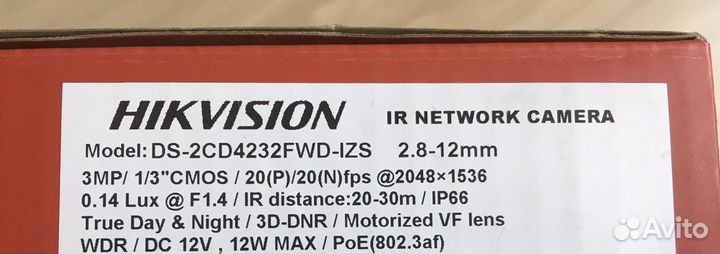 HIKVISION IR NETWORK CAMERA
Model: DS-2CD4232FWD-IZS 2.8-12mm
3MP/ 1/3"CMOS / 20(P)/20(N)fps @2048×1536
0.14 Lux @ F1.4 / IR distance:20-30m / IP66
True Day & Night / 3D-DNR / Motorized VF lens
WDR / DC 12V , 12W MAX / PoE(802.3af)
Avito